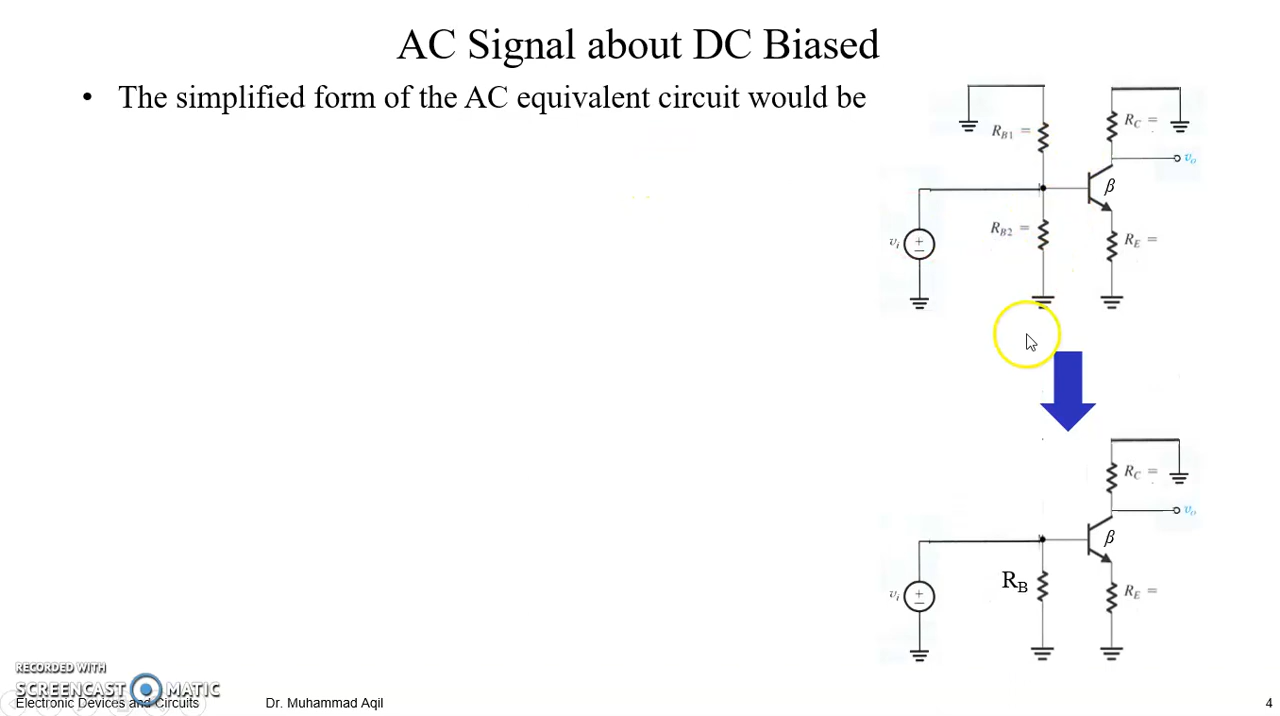 AC Signal about DC Biased
• The simplified form of the AC equivalent circuit would be
R_B1 =
R_C =
v_o
β
R_B2 =
R_E =
v_i
+
−
R_C =
v_o
β
R_B
R_E =
v_i
+
−
RECORDED WITH
SCREENCAST MATIC
Electronic Devices and Circuits
Dr. Muhammad Aqil
4